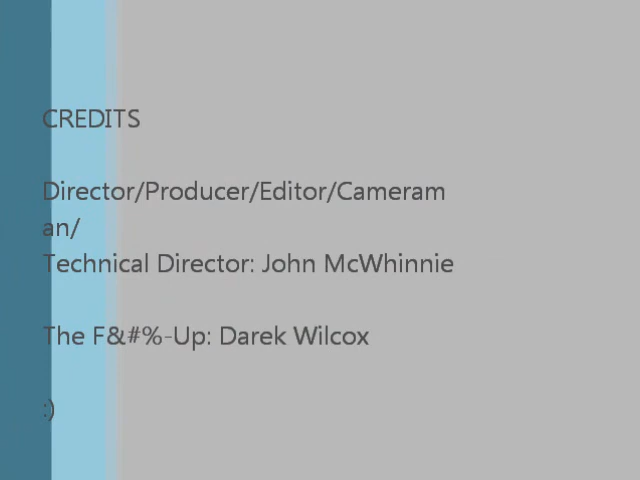 CREDITS
Director/Producer/Editor/Cameram
an/
Technical Director: John McWhinnie
The F&#%-Up: Darek Wilcox
:)